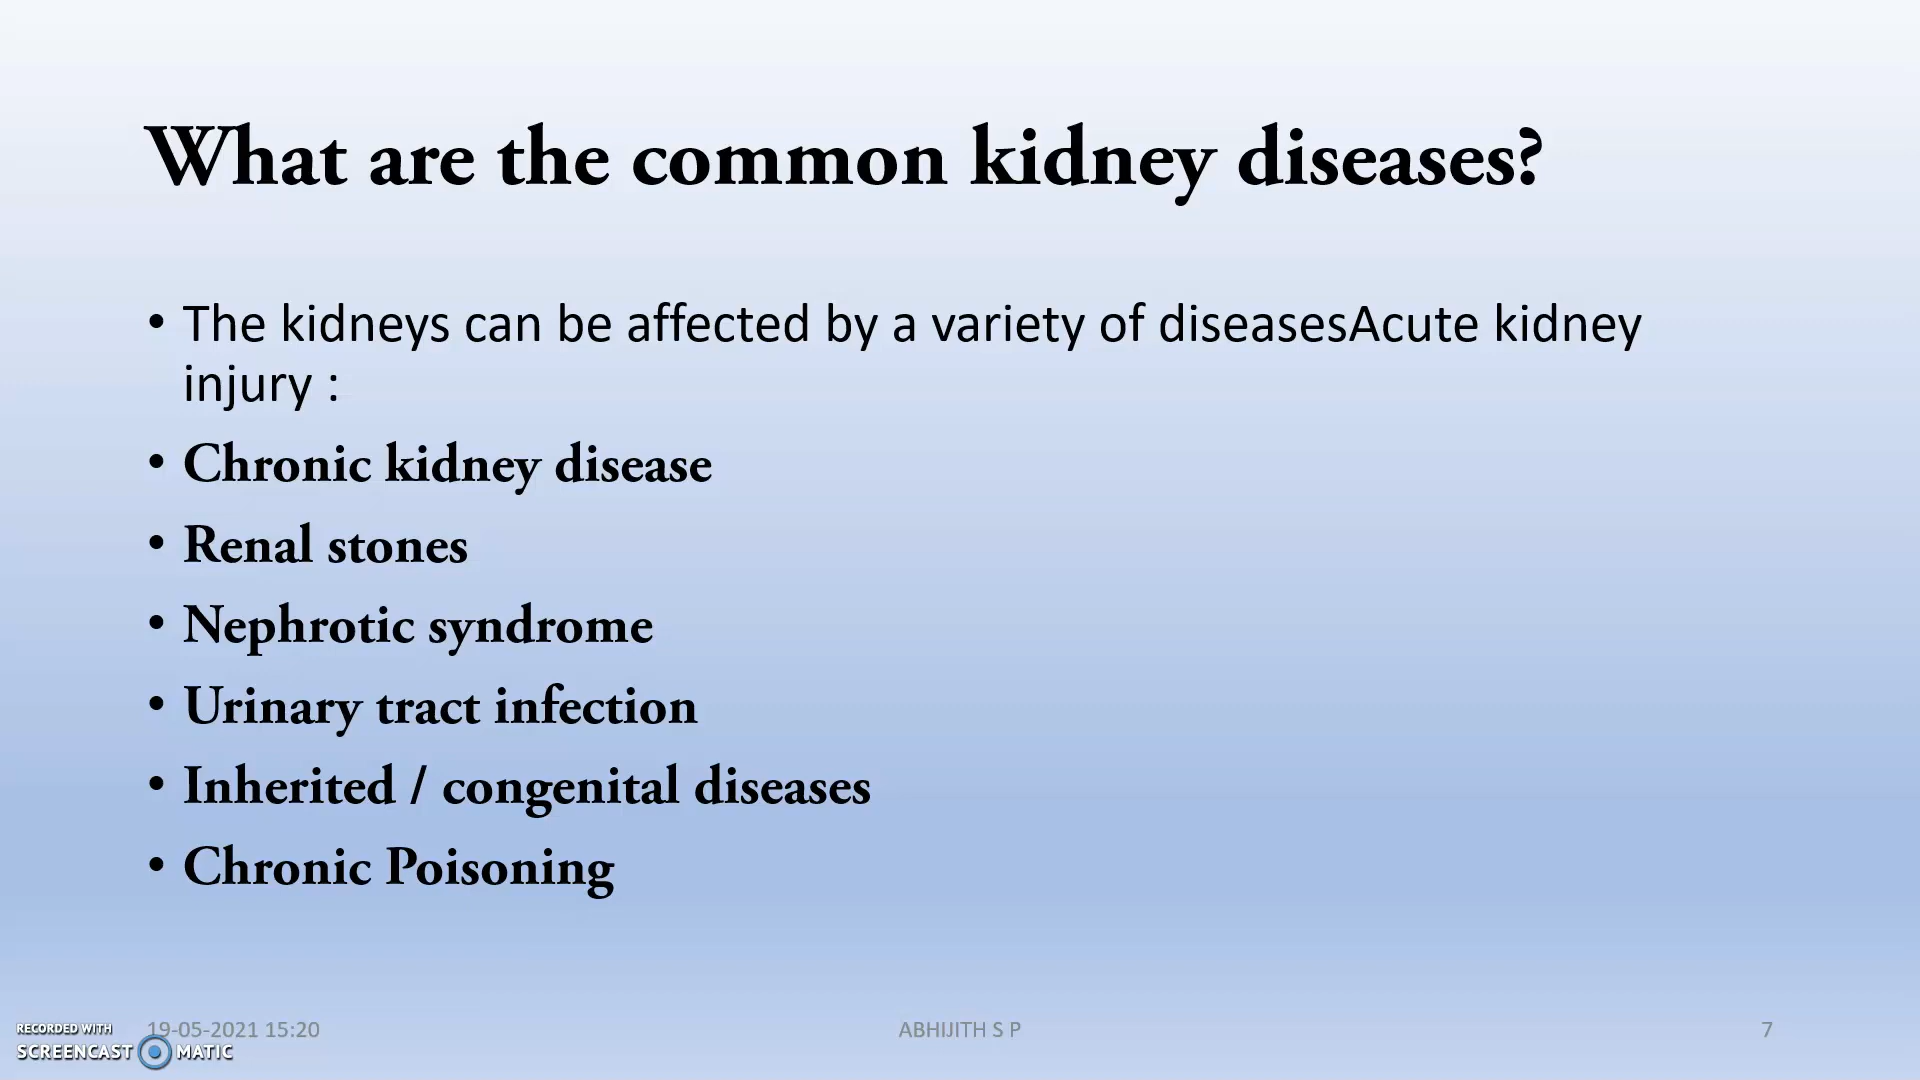 What are the common kidney diseases?
• The kidneys can be affected by a variety of diseasesAcute kidney
injury :
• Chronic kidney disease
• Renal stones
• Nephrotic syndrome
• Urinary tract infection
• Inherited / congenital diseases
• Chronic Poisoning
19-05-2021 15:20
ABHIJITH S P
7
RECORDED WITH
SCREENCAST MATIC